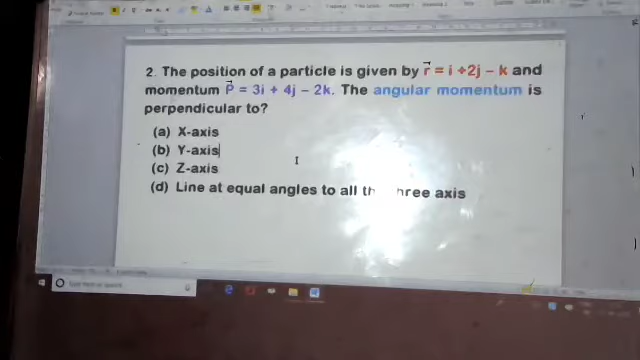 2. The position of a particle is given by r⃗ = i +2j – k and
momentum P⃗ = 3i + 4j – 2k. The angular momentum is
perpendicular to?
(a) X-axis
(b) Y-axis
(c) Z-axis
(d) Line at equal angles to all hree axis